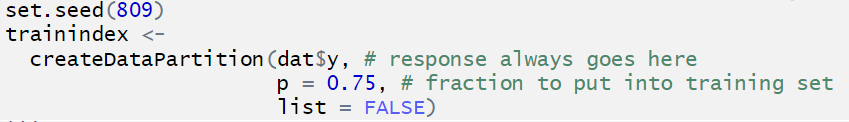 set.seed(809)
trainindex <-
  createDataPartition(dat$y, # response always goes here
                      p = 0.75, # fraction to put into training set
                      list = FALSE)